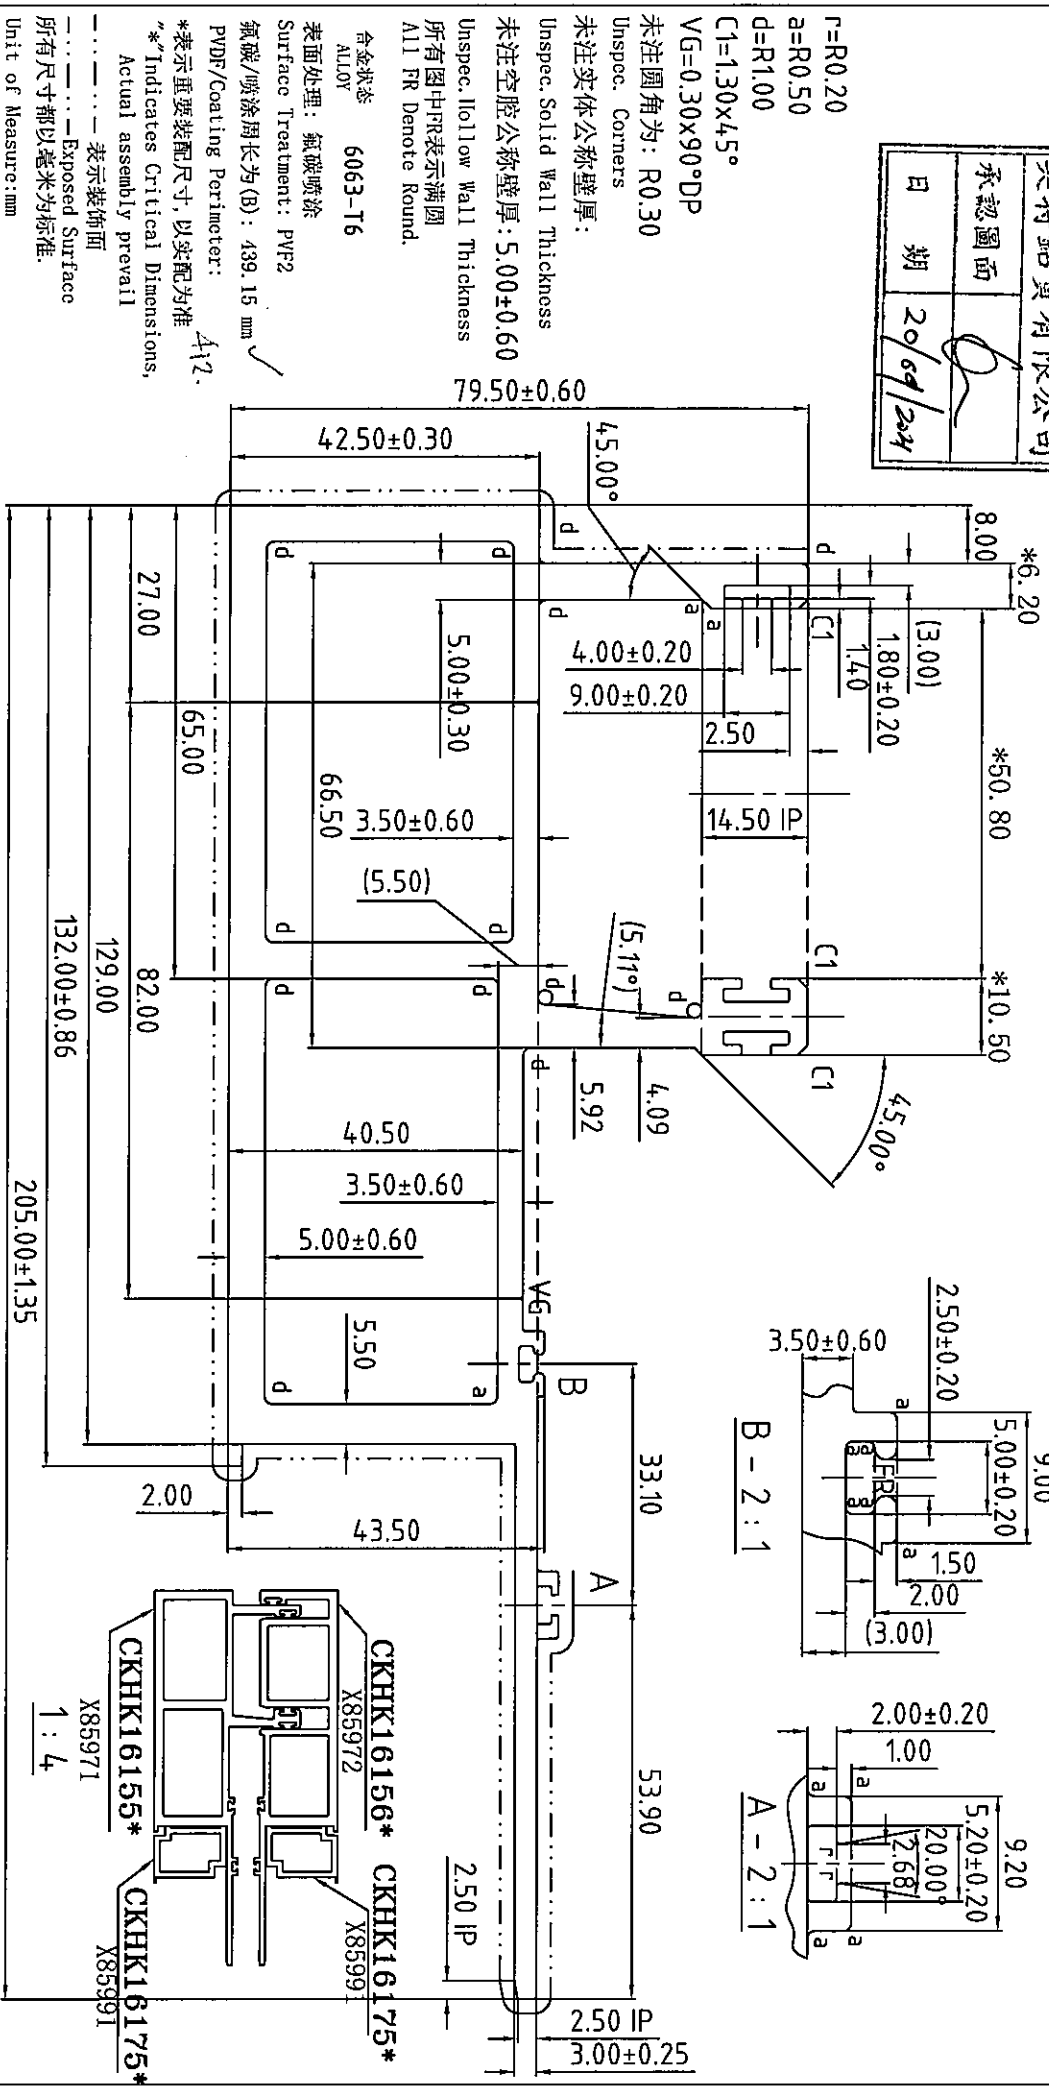 承認圖面
日 期
20/09/2021
r=R0.20
a=R0.50
d=R1.00
C1=1.30x45°
VG=0.30x90°DP
未注圆角为: R0.30
Unspec. Corners
未注实体公称壁厚:
Unspec. Solid Wall Thickness
未注空腔公称壁厚: 5.00±0.60
Unspec. Hollow Wall Thickness
所有图中FR表示满圆
All FR Denote Round.
合金状态 6063-T6
ALLOY
表面处理: 氟碳喷涂
Surface Treatment: PVF2
氟碳/喷涂周长为(B): 439.15 mm
PVDF/Coating Perimeter:
412.
*表示重要装配尺寸, 以实配为准
"*"Indicates Critical Dimensions,
Actual assembly prevail
表示装饰面
Exposed Surface
所有尺寸都以毫米为标准.
Unit of Measure:mm
79.50±0.60
42.50±0.30
45.00°
8.00
*6.20
(3.00)
1.80±0.20
1.40
4.00±0.20
9.00±0.20
2.50
*50.80
14.50 IP
*10.50
C1
C1
C1
45.00°
d
d
d
d
d
a
a
d
d
d
d
d
d
d
d
a
27.00
65.00
5.00±0.30
66.50
3.50±0.60
(5.50)
(5.11°)
4.09
5.92
82.00
129.00
132.00±0.86
205.00±1.35
40.50
3.50±0.60
5.00±0.60
5.50
VG
B
33.10
A
53.90
2.00
43.50
2.50 IP
2.50 IP
3.00±0.25
2.50±0.20
3.50±0.60
9.00
5.00±0.20
a
a
a
a
a
a
FR
1.50
2.00
(3.00)
B - 2 : 1
2.00±0.20
1.00
9.20
5.20±0.20
20.00°
2.68
a
a
a
a
r
r
A - 2 : 1
CKHK16156*
X85972
CKHK16175*
X8599
CKHK16155*
X85971
CKHK16175*
X85991
1 : 4